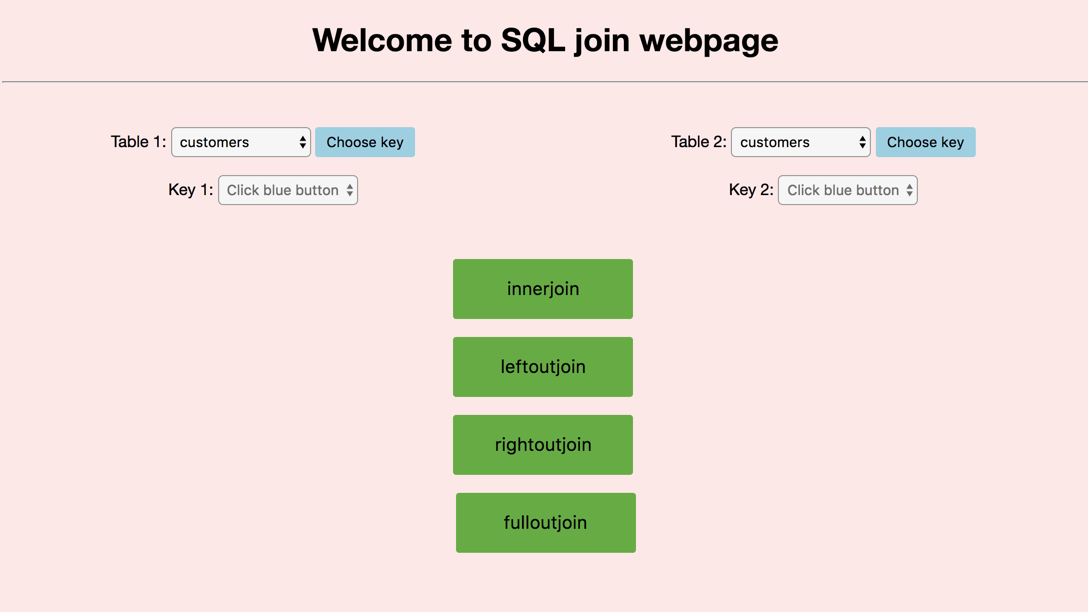 Welcome to SQL join webpage
Table 1: customers Choose key
Table 2: customers Choose key
Key 1: Click blue button
Key 2: Click blue button
innerjoin
leftoutjoin
rightoutjoin
fulloutjoin